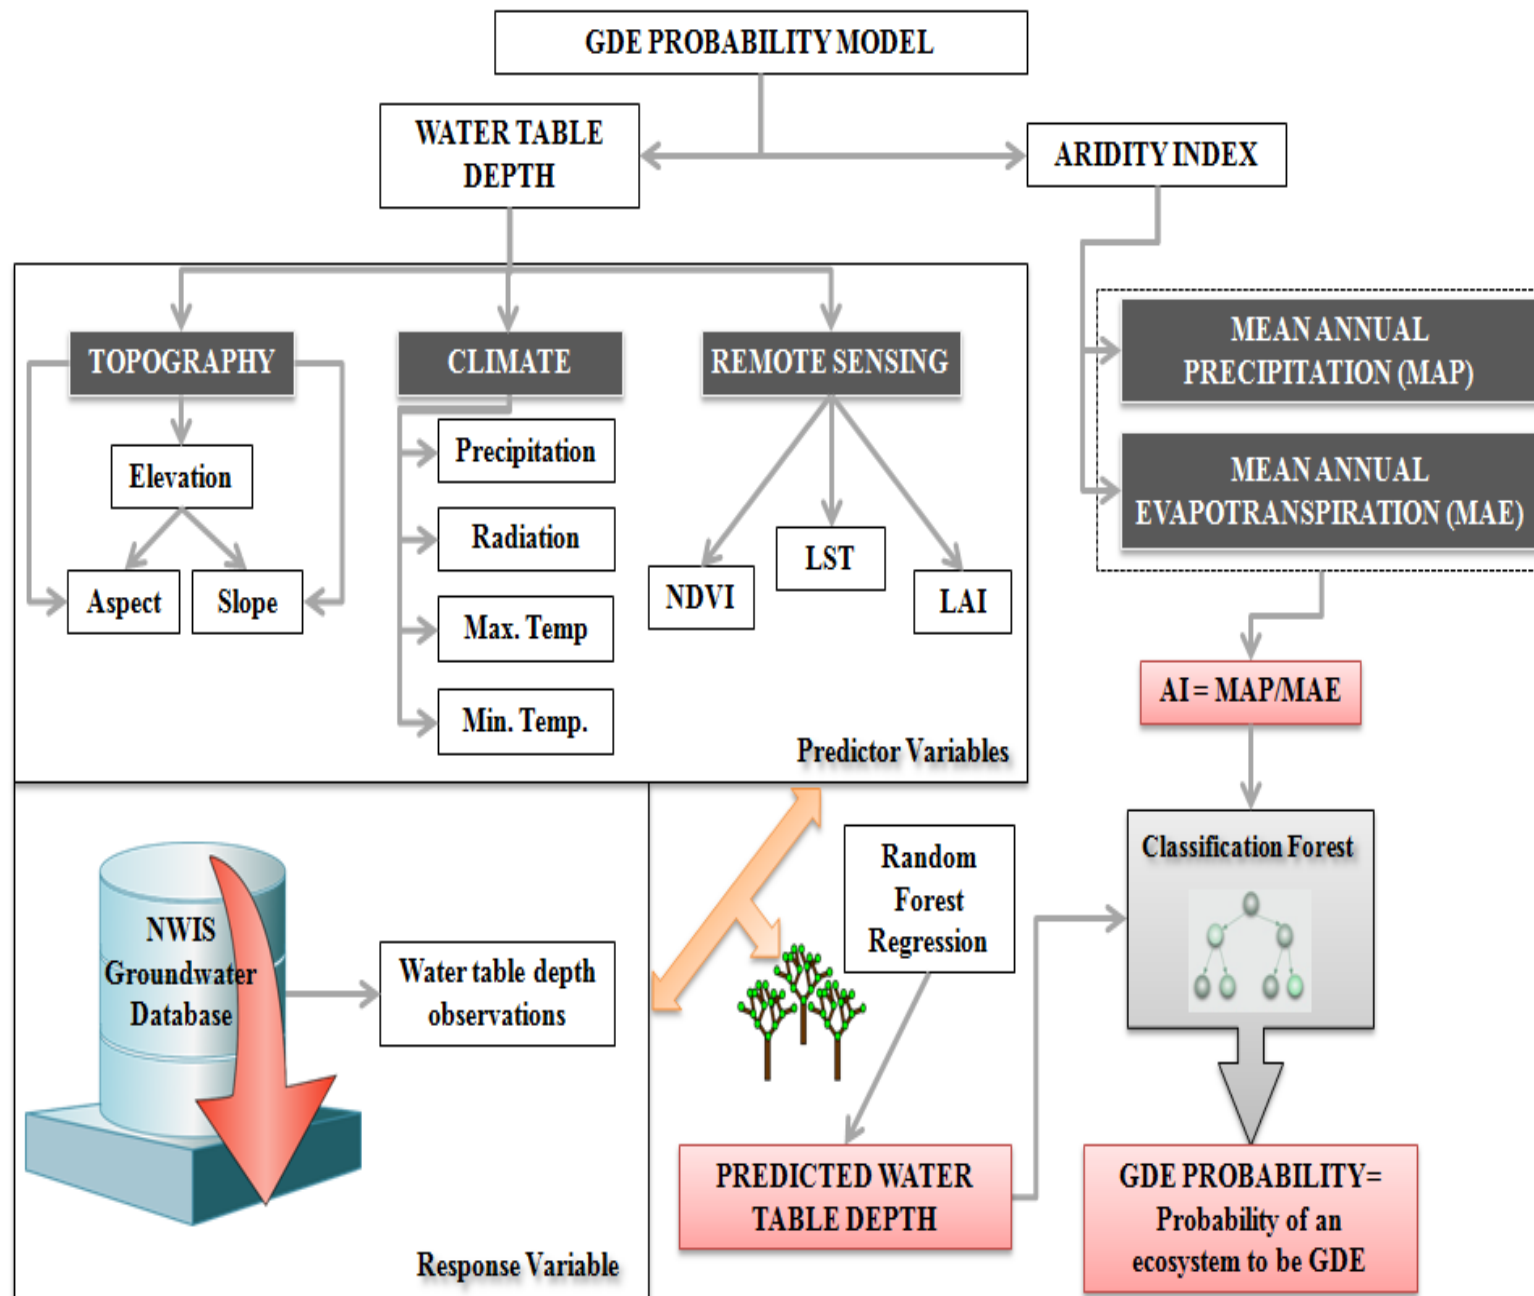 GDE PROBABILITY MODEL
WATER TABLE
DEPTH
ARIDITY INDEX
TOPOGRAPHY
CLIMATE
REMOTE SENSING
MEAN ANNUAL
PRECIPITATION (MAP)
MEAN ANNUAL
EVAPOTRANSPIRATION (MAE)
Elevation
Aspect
Slope
Precipitation
Radiation
Max. Temp
Min. Temp.
NDVI
LST
LAI
Predictor Variables
AI = MAP/MAE
Classification Forest
NWIS
Groundwater
Database
Water table depth
observations
Response Variable
Random
Forest
Regression
PREDICTED WATER
TABLE DEPTH
GDE PROBABILITY=
Probability of an
ecosystem to be GDE